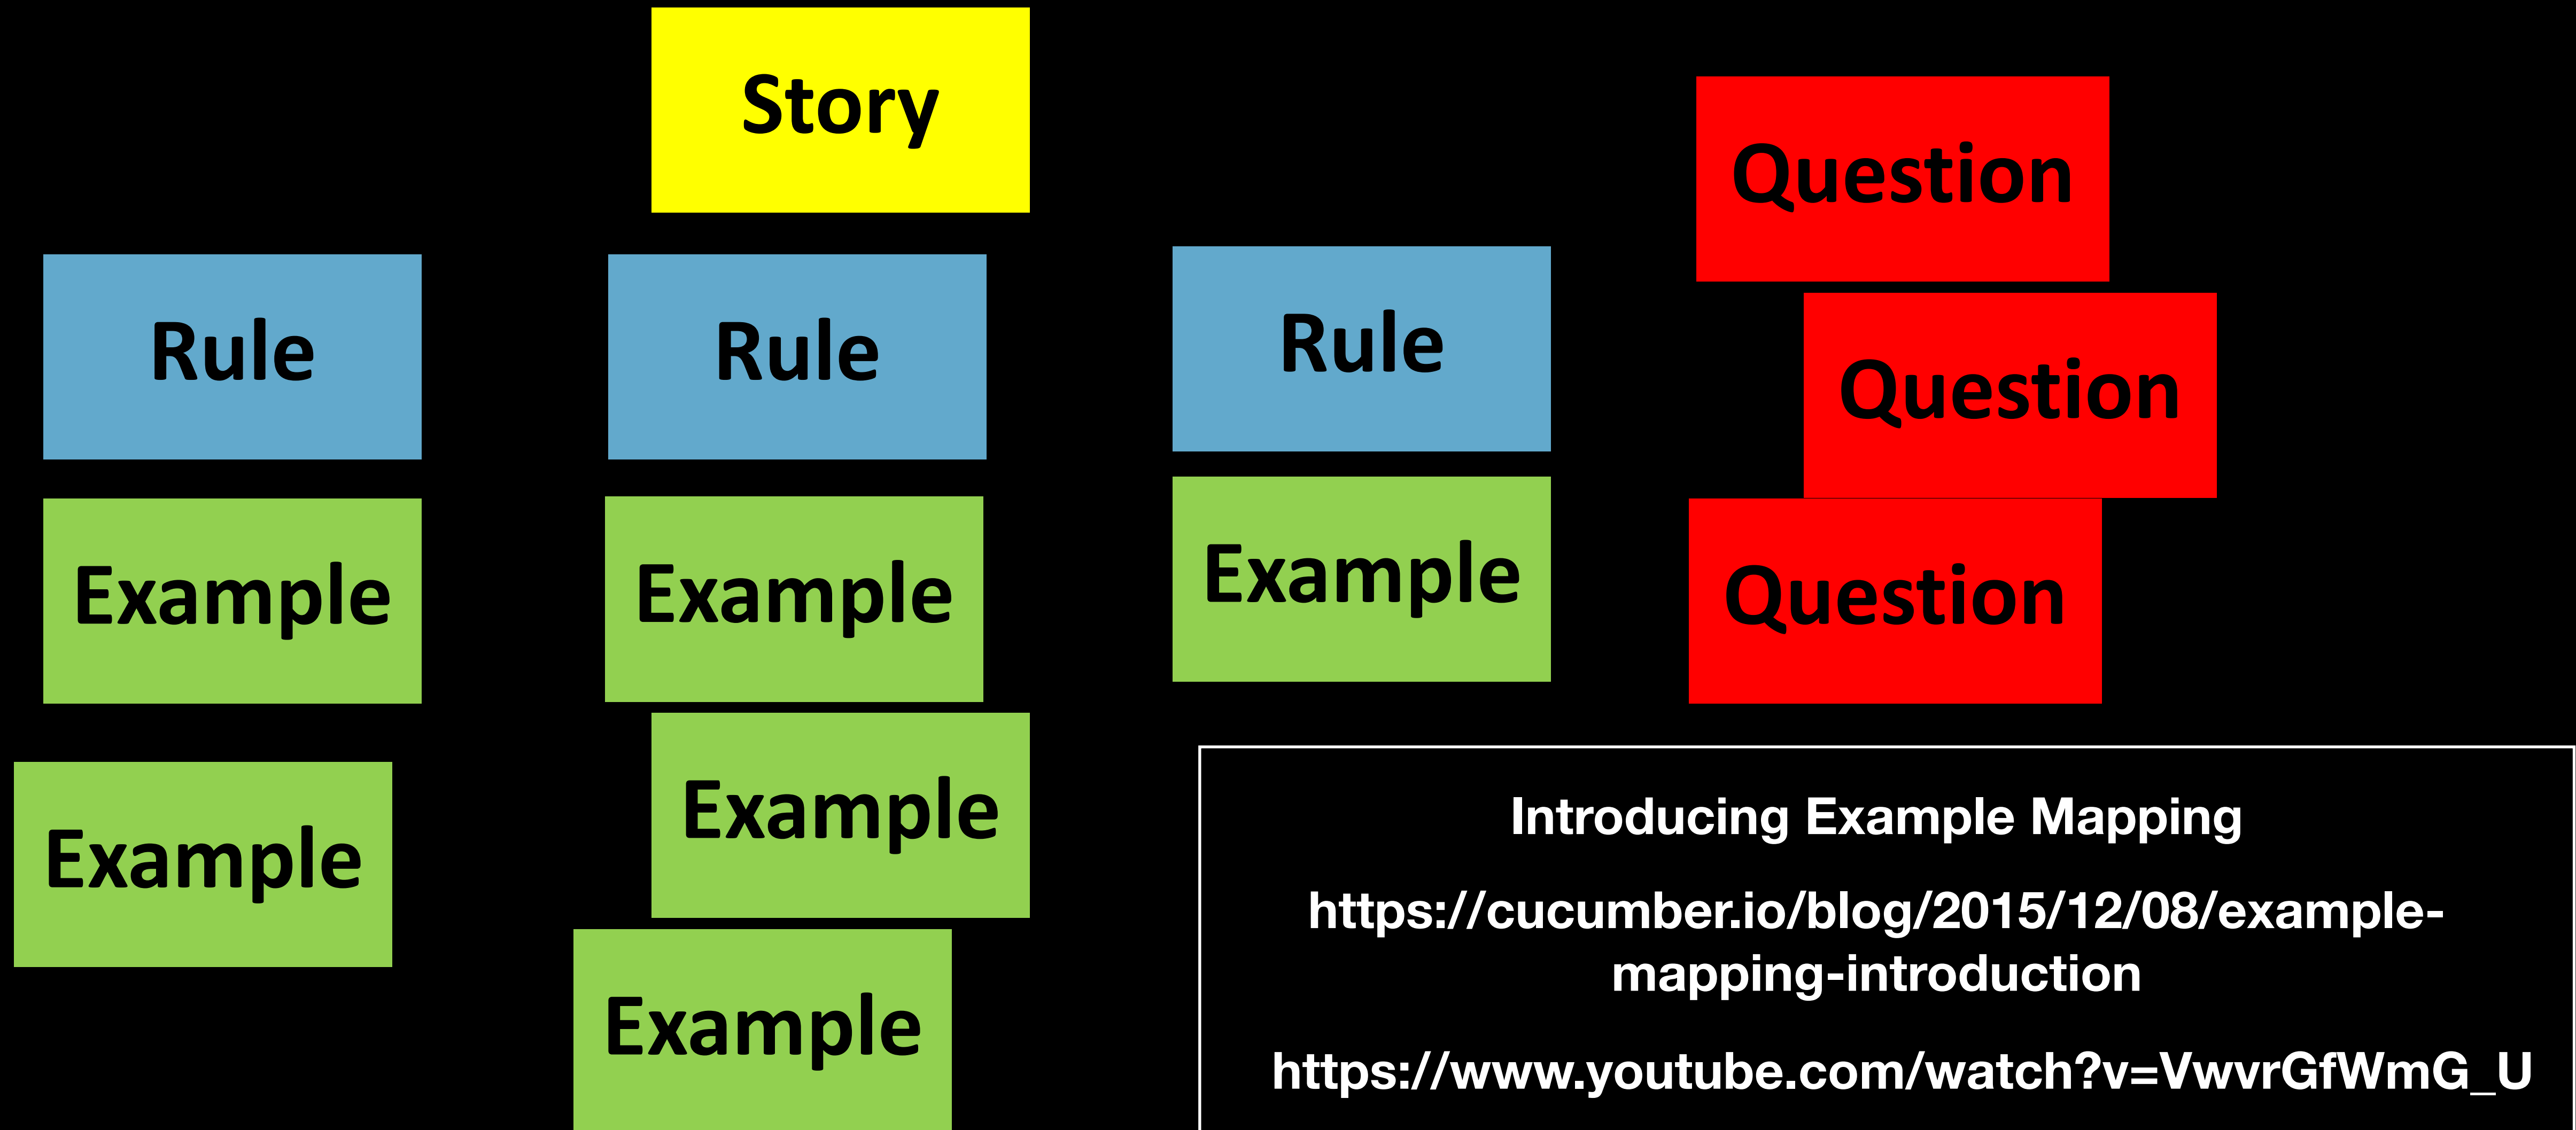 Story
Question
Rule
Rule
Rule
Question
Example
Example
Example
Question
Example
Example
Example
Introducing Example Mapping
https://cucumber.io/blog/2015/12/08/example-
mapping-introduction
https://www.youtube.com/watch?v=VwvrGfWmG_U